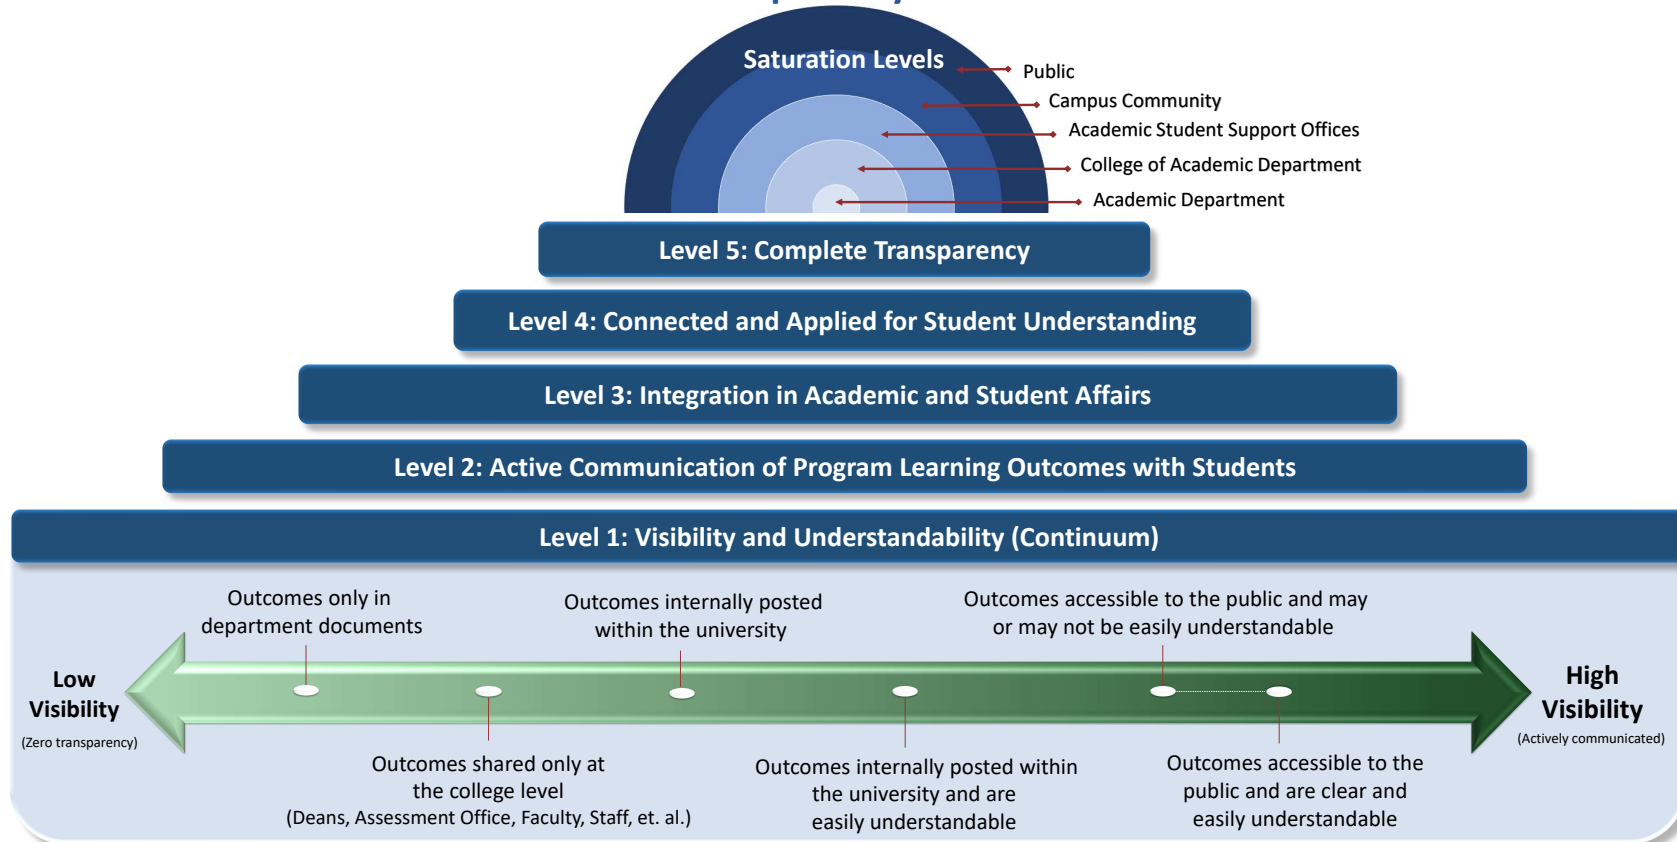 Saturation Levels
Public
Campus Community
Academic Student Support Offices
College of Academic Department
Academic Department
Level 5: Complete Transparency
Level 4: Connected and Applied for Student Understanding
Level 3: Integration in Academic and Student Affairs
Level 2: Active Communication of Program Learning Outcomes with Students
Level 1: Visibility and Understandability (Continuum)
Outcomes only in
department documents
Outcomes internally posted
within the university
Outcomes accessible to the public and may
or may not be easily understandable
Low
Visibility
(Zero transparency)
High
Visibility
(Actively communicated)
Outcomes shared only at
the college level
(Deans, Assessment Office, Faculty, Staff, et. al.)
Outcomes internally posted within
the university and are
easily understandable
Outcomes accessible to the
public and are clear and
easily understandable